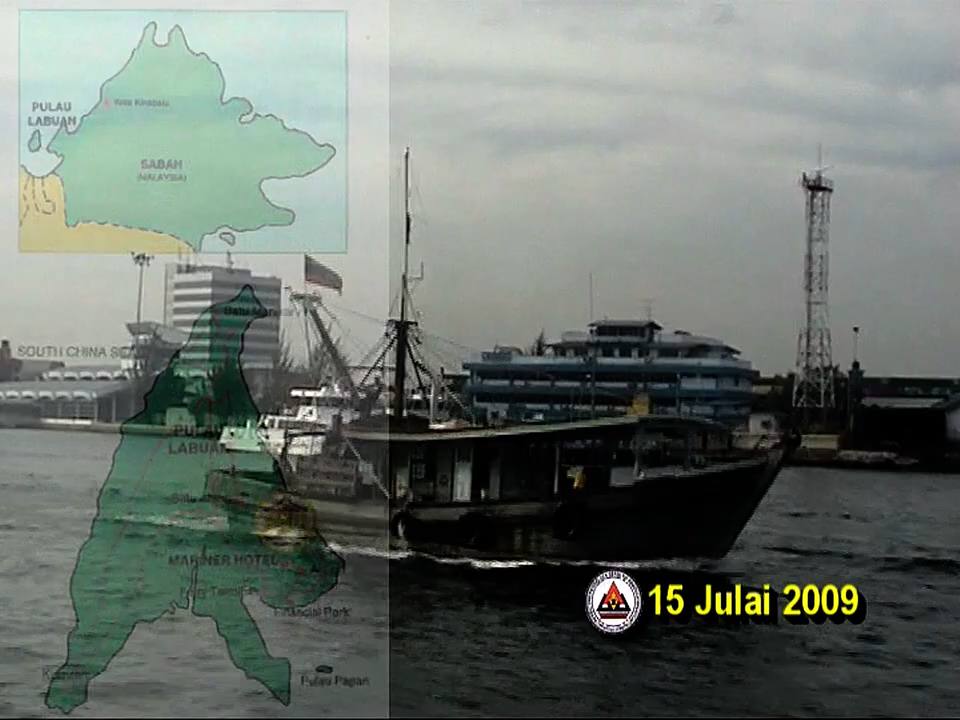 Kota Kinabalu
PULAU
LABUAN
SABAH
(MALAYSIA)
SOUTH CHINA SEA
PULAU
LABUAN
MARINER HOTEL
Financial Park
Pulau Papan
15 Julai 2009